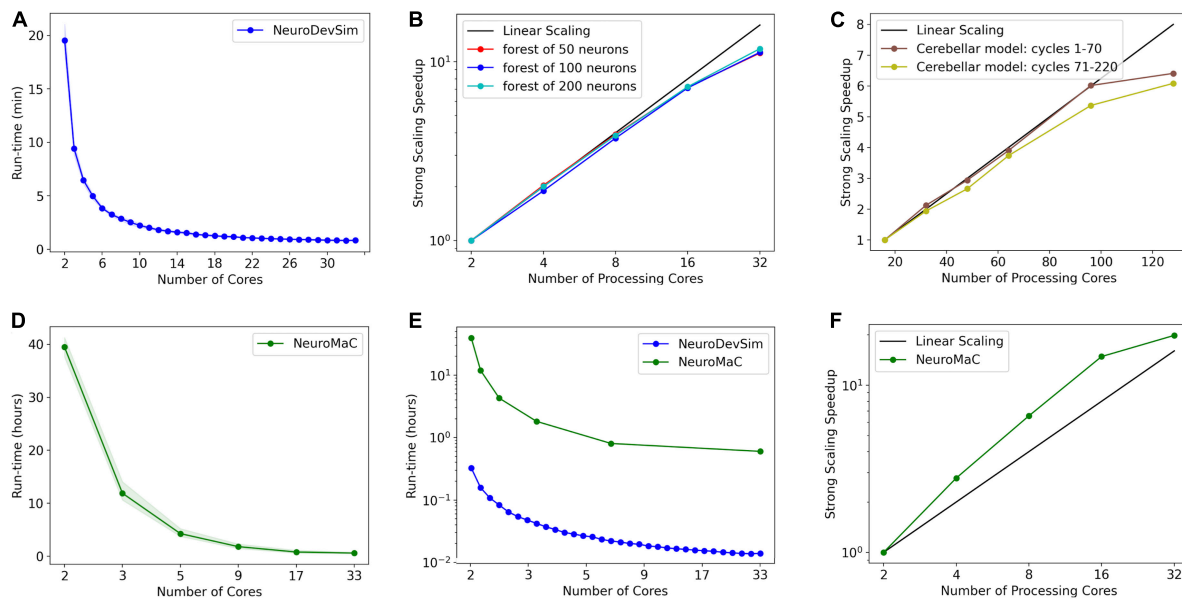 A
20
15
10
5
0
Run-time (min)
NeuroDevSim
2 6 10 14 18 22 26 30
Number of Cores
B
10¹
10⁰
Strong Scaling Speedup
Linear Scaling
forest of 50 neurons
forest of 100 neurons
forest of 200 neurons
2 4 8 16 32
Number of Processing Cores
C
8
7
6
5
4
3
2
1
Strong Scaling Speedup
Linear Scaling
Cerebellar model: cycles 1-70
Cerebellar model: cycles 71-220
20 40 60 80 100 120
Number of Processing Cores
D
40
30
20
10
0
Run-time (hours)
NeuroMaC
2 3 5 9 17 33
Number of Cores
E
10¹
10⁰
10⁻¹
10⁻²
Run-time (hours)
NeuroDevSim
NeuroMaC
2 3 5 9 17 33
Number of Cores
F
10¹
10⁰
Strong Scaling Speedup
Linear Scaling
NeuroMaC
2 4 8 16 32
Number of Processing Cores